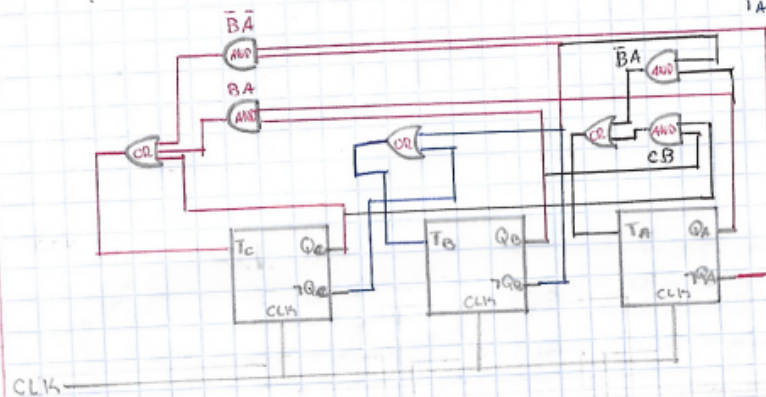 B̅A̅
TA
AND
B̅A
AND
BA
AND
OR
OR
OR
AND
CB
TC QC
¬QC
CLK
TB QB
¬QB
CLK
TA QA
¬QA
CLK
CLK